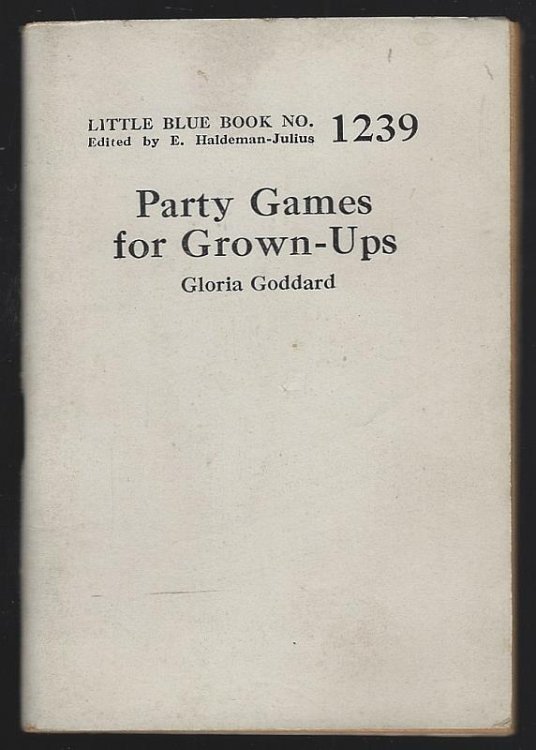 LITTLE BLUE BOOK NO. 1239
Edited by E. Haldeman-Julius
Party Games
for Grown-Ups
Gloria Goddard